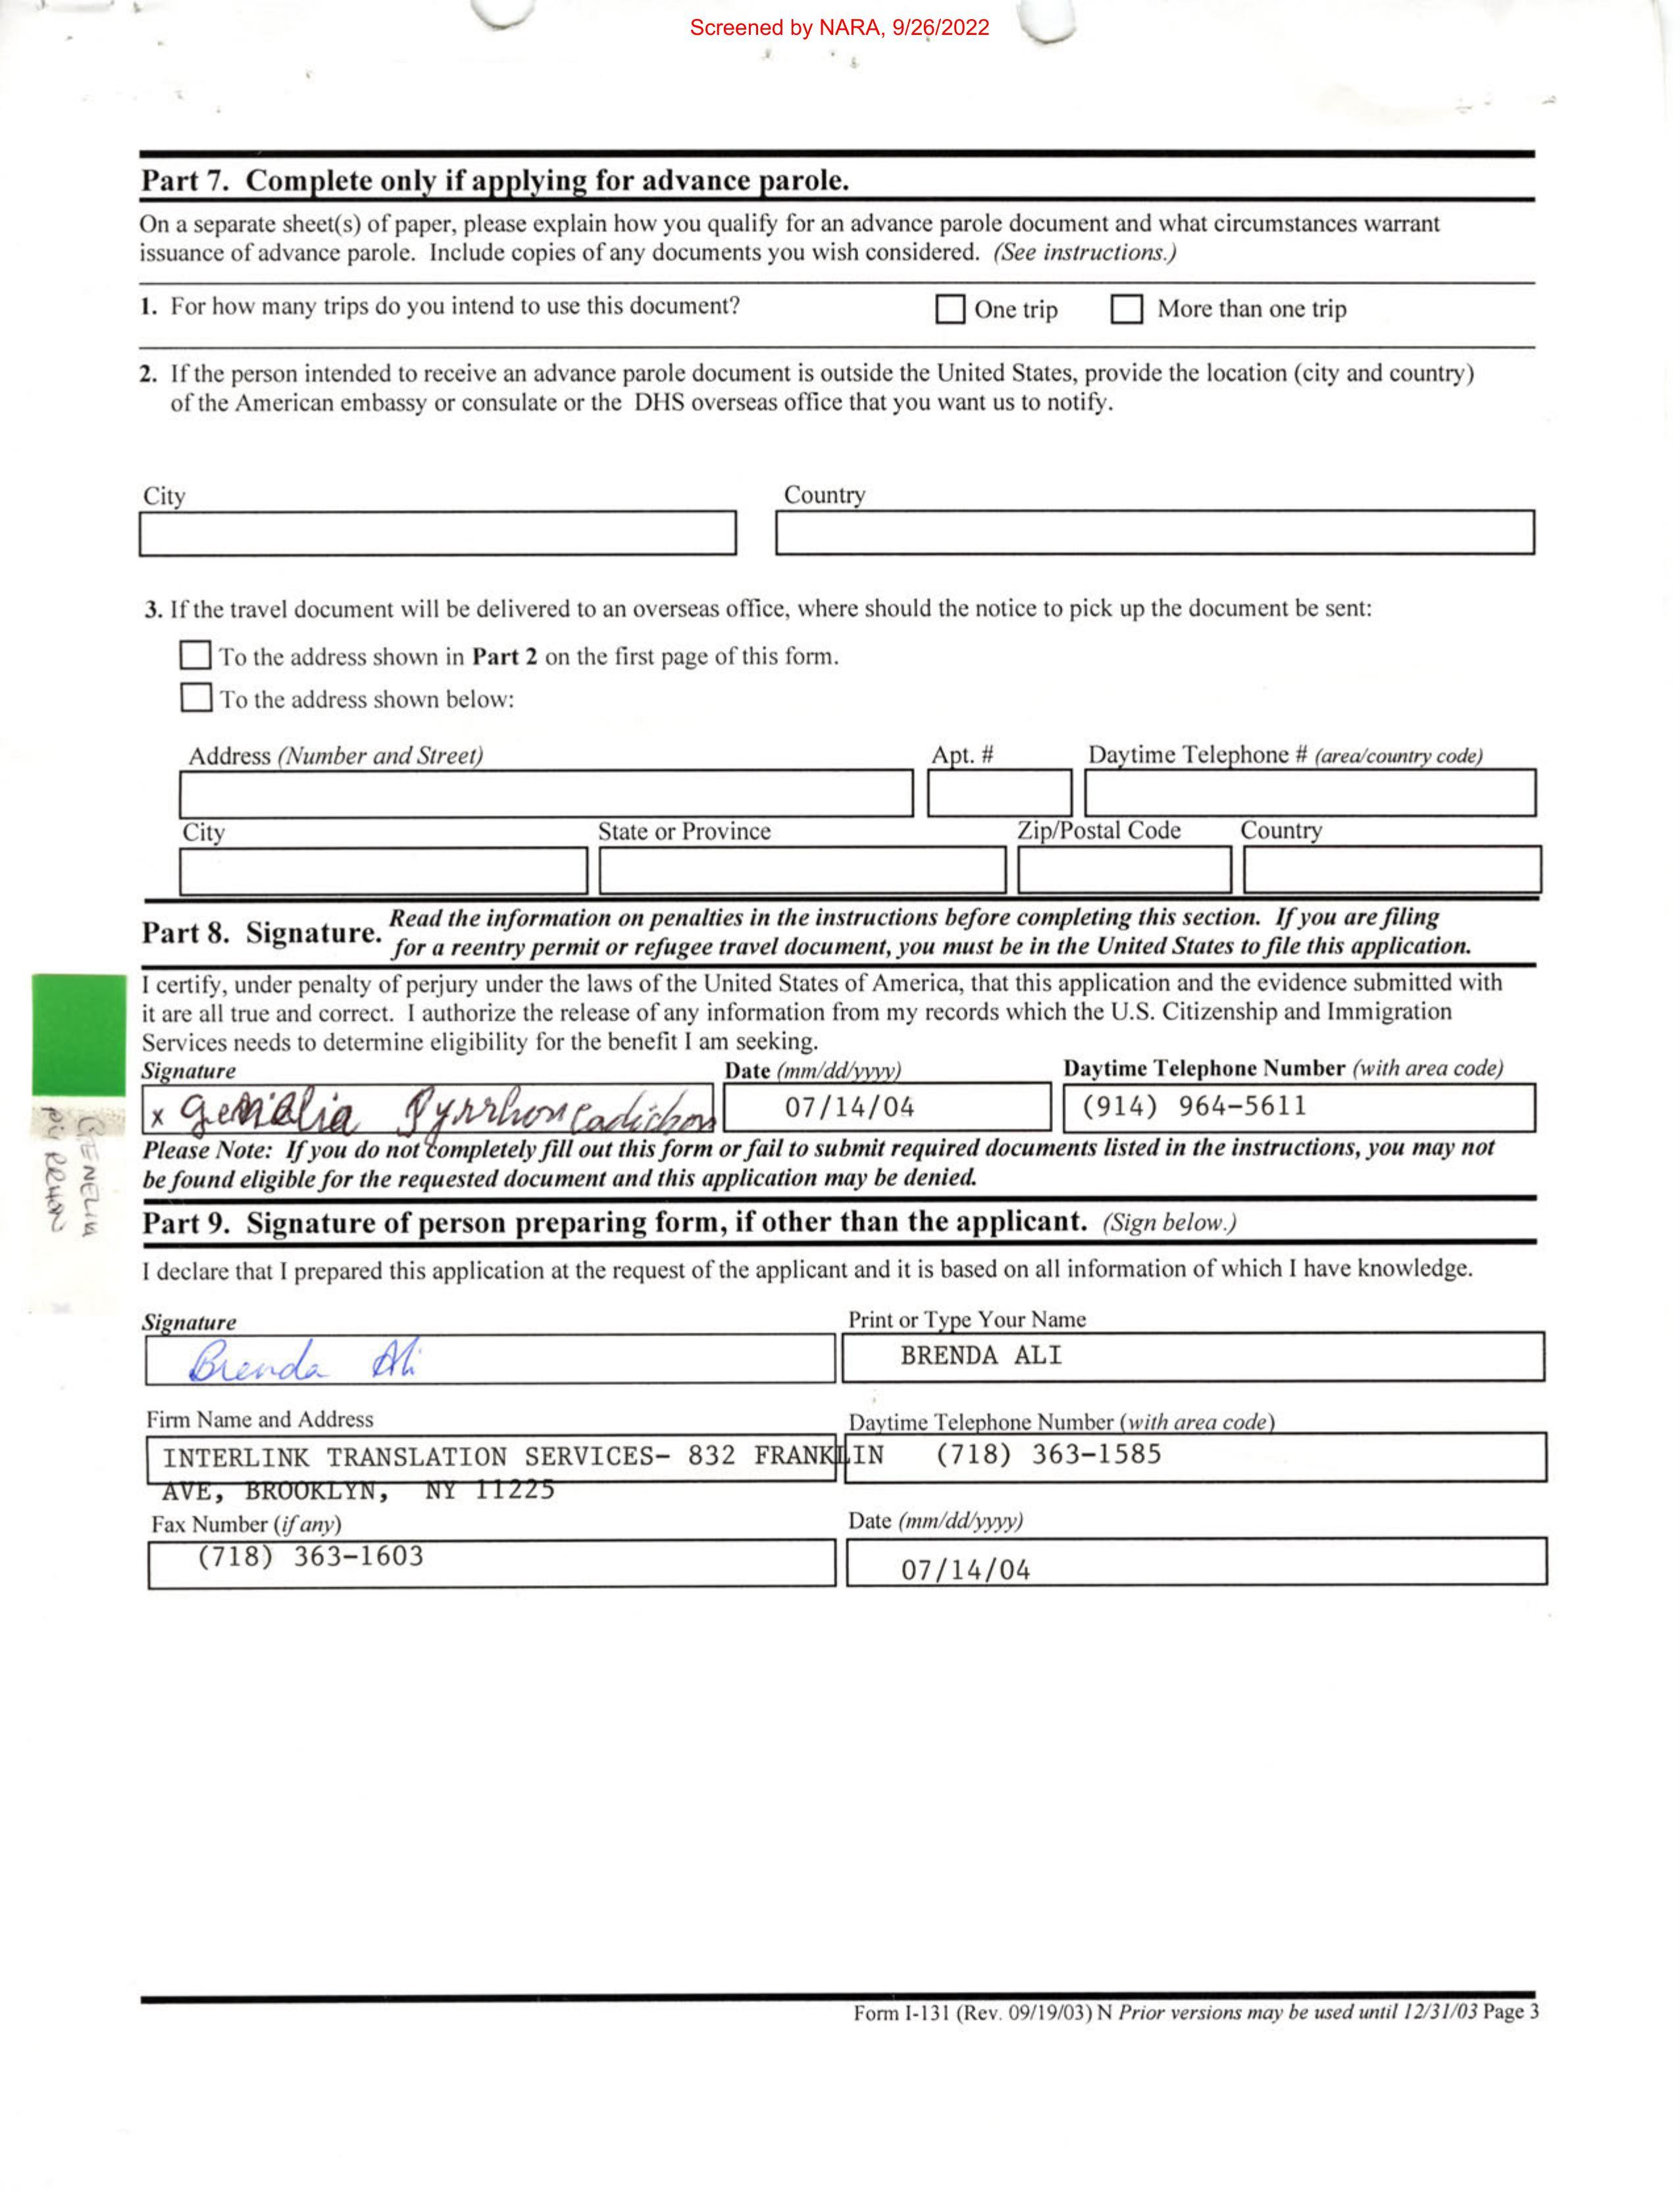 Screened by NARA, 9/26/2022
Part 7. Complete only if applying for advance parole.
On a separate sheet(s) of paper, please explain how you qualify for an advance parole document and what circumstances warrant
issuance of advance parole. Include copies of any documents you wish considered. (See instructions.)
1. For how many trips do you intend to use this document? One trip More than one trip
2. If the person intended to receive an advance parole document is outside the United States, provide the location (city and country)
of the American embassy or consulate or the DHS overseas office that you want us to notify.
City Country
3. If the travel document will be delivered to an overseas office, where should the notice to pick up the document be sent:
To the address shown in Part 2 on the first page of this form.
To the address shown below:
Address (Number and Street) Apt. # Daytime Telephone # (area/country code)
City State or Province Zip/Postal Code Country
Part 8. Signature. Read the information on penalties in the instructions before completing this section. If you are filing
for a reentry permit or refugee travel document, you must be in the United States to file this application.
I certify, under penalty of perjury under the laws of the United States of America, that this application and the evidence submitted with
it are all true and correct. I authorize the release of any information from my records which the U.S. Citizenship and Immigration
Services needs to determine eligibility for the benefit I am seeking.
Signature Date (mm/dd/yyyy) Daytime Telephone Number (with area code)
x Genelia Pyrrhon Cadichon 07/14/04 (914) 964-5611
GENELIA
PIERRHON
Please Note: If you do not completely fill out this form or fail to submit required documents listed in the instructions, you may not
be found eligible for the requested document and this application may be denied.
Part 9. Signature of person preparing form, if other than the applicant. (Sign below.)
I declare that I prepared this application at the request of the applicant and it is based on all information of which I have knowledge.
Signature Print or Type Your Name
Brenda Ali BRENDA ALI
Firm Name and Address Daytime Telephone Number (with area code)
INTERLINK TRANSLATION SERVICES- 832 FRANKLIN (718) 363-1585
AVE, BROOKLYN, NY 11225
Fax Number (if any) Date (mm/dd/yyyy)
(718) 363-1603 07/14/04
Form I-131 (Rev. 09/19/03) N Prior versions may be used until 12/31/03 Page 3